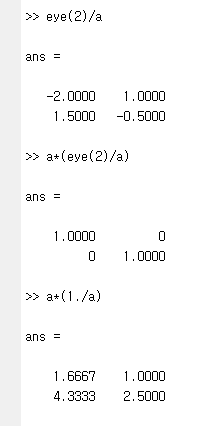 >> eye(2)/a
ans =
-2.0000 1.0000
1.5000 -0.5000
>> a*(eye(2)/a)
ans =
1.0000 0
0 1.0000
>> a*(1./a)
ans =
1.6667 1.0000
4.3333 2.5000